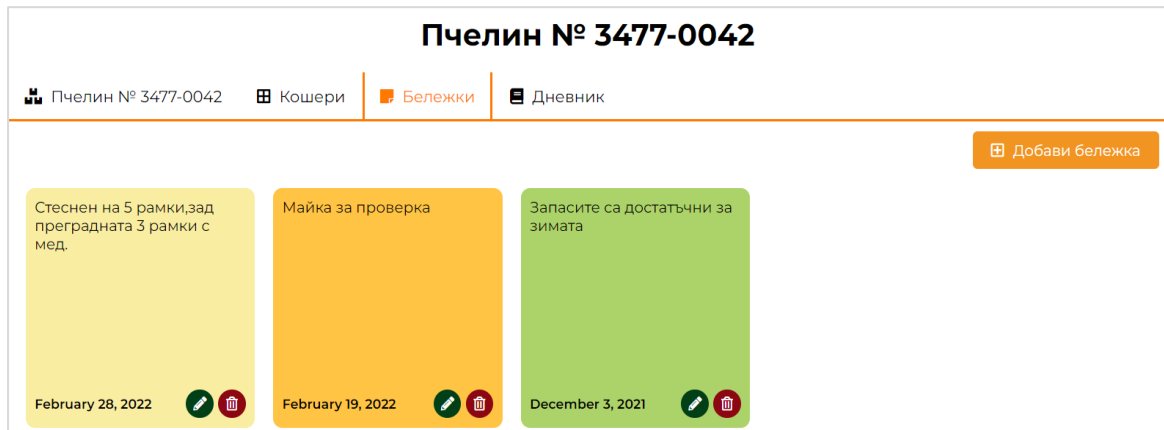 Пчелин № 3477-0042
Пчелин № 3477-0042 Кошери Бележки Дневник
Добави бележка
Стеснен на 5 рамки,зад
преградната 3 рамки с
мед.
February 28, 2022
Майка за проверка
February 19, 2022
Запасите са достатъчни за
зимата
December 3, 2021